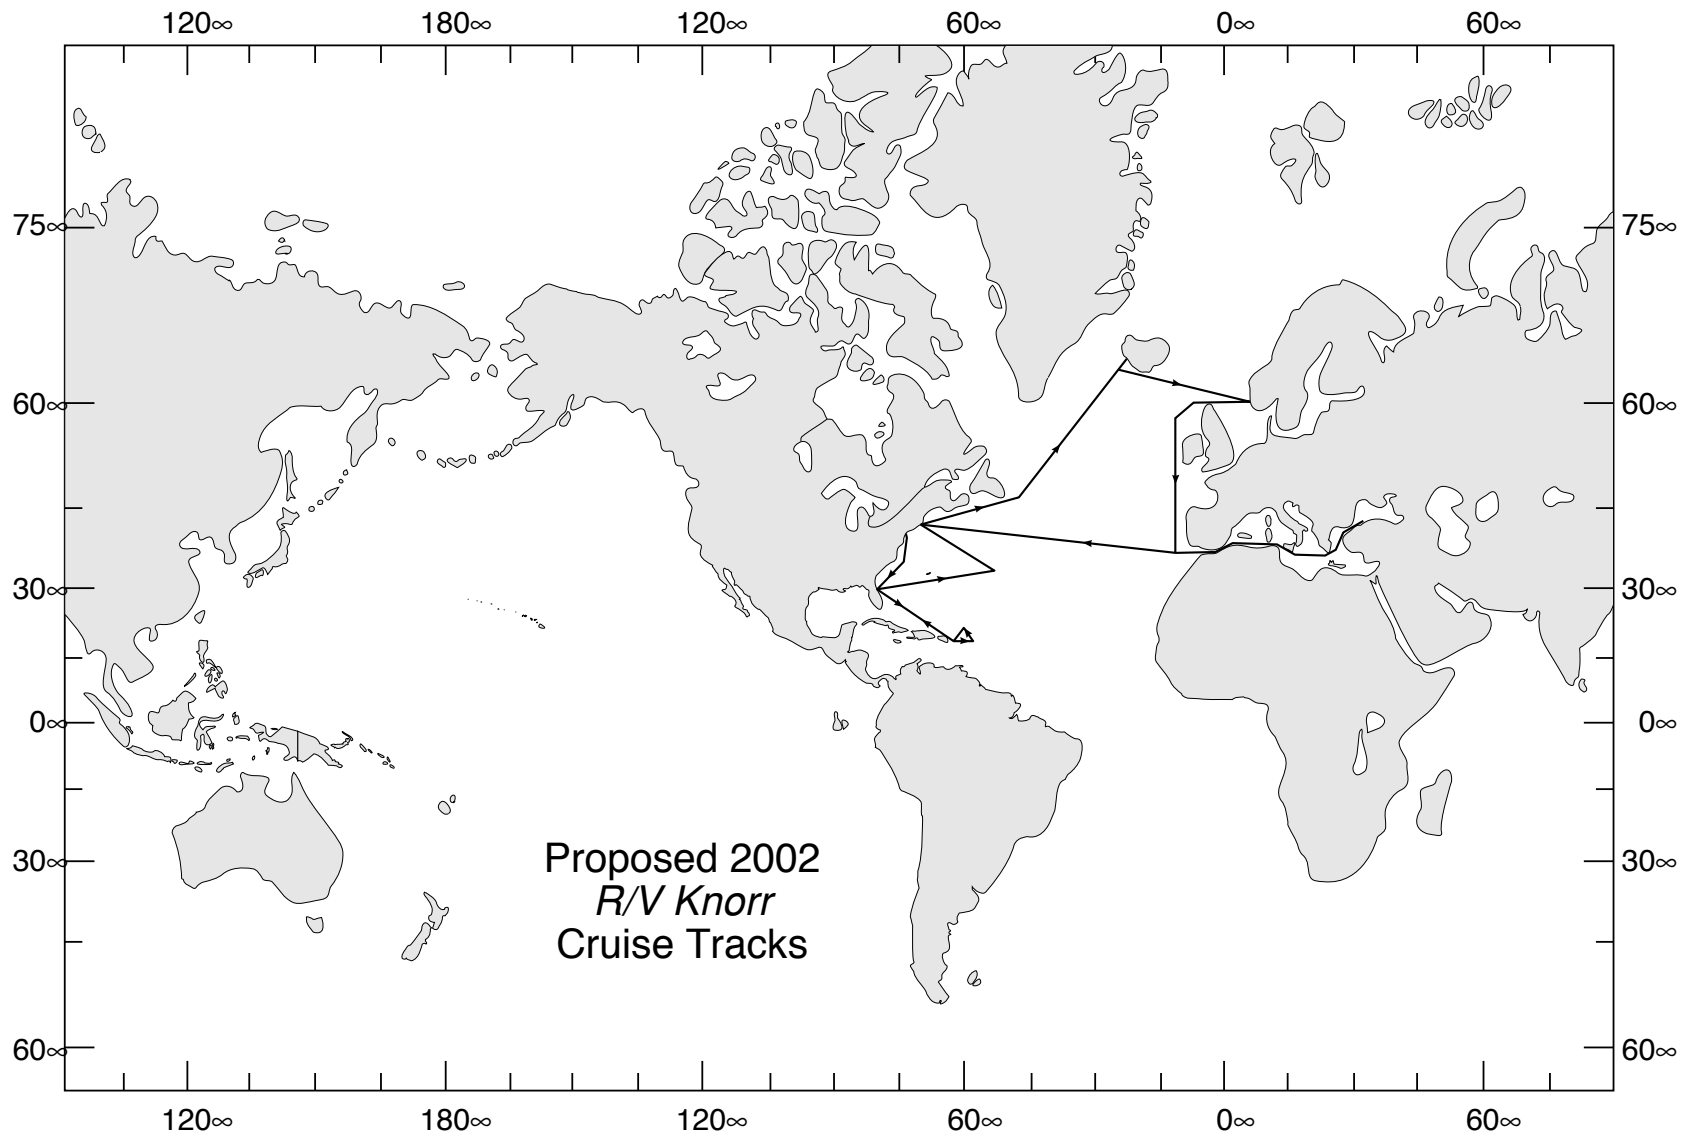 120∞ 180∞ 120∞ 60∞ 0∞ 60∞
75∞ 75∞
60∞ 60∞
30∞ 30∞
0∞ 0∞
30∞ 30∞
60∞ 60∞
Proposed 2002
R/V Knorr
Cruise Tracks
120∞ 180∞ 120∞ 60∞ 0∞ 60∞